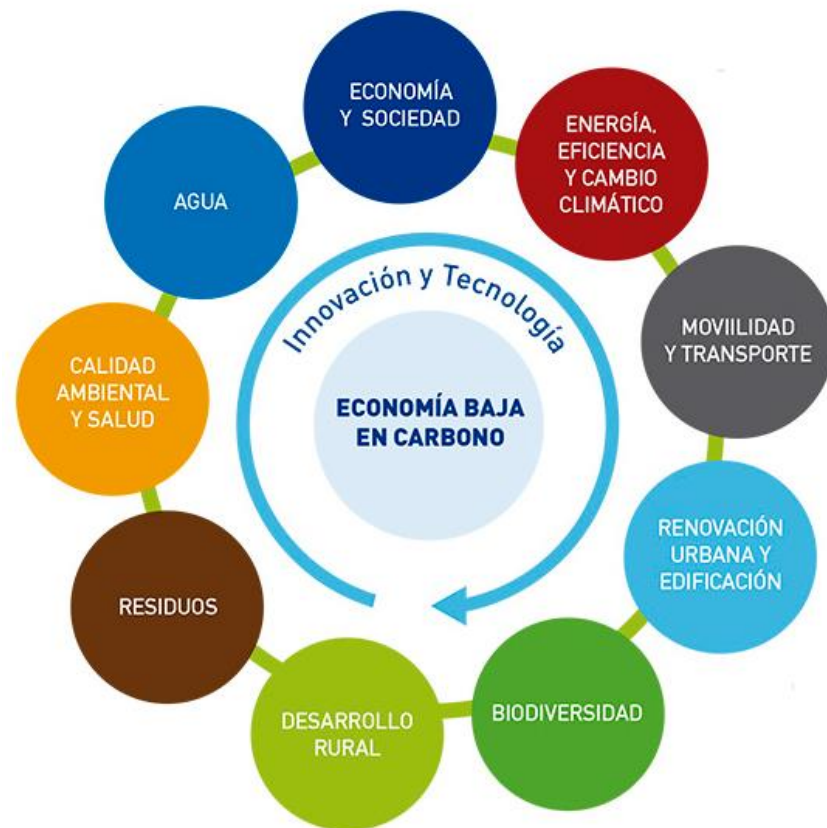 ECONOMÍA
Y SOCIEDAD
ENERGÍA,
EFICIENCIA
Y CAMBIO
CLIMÁTICO
MOVIILIDAD
Y TRANSPORTE
RENOVACIÓN
URBANA Y
EDIFICACIÓN
BIODIVERSIDAD
DESARROLLO
RURAL
RESIDUOS
CALIDAD
AMBIENTAL
Y SALUD
AGUA
Innovación y Tecnología
ECONOMÍA BAJA
EN CARBONO